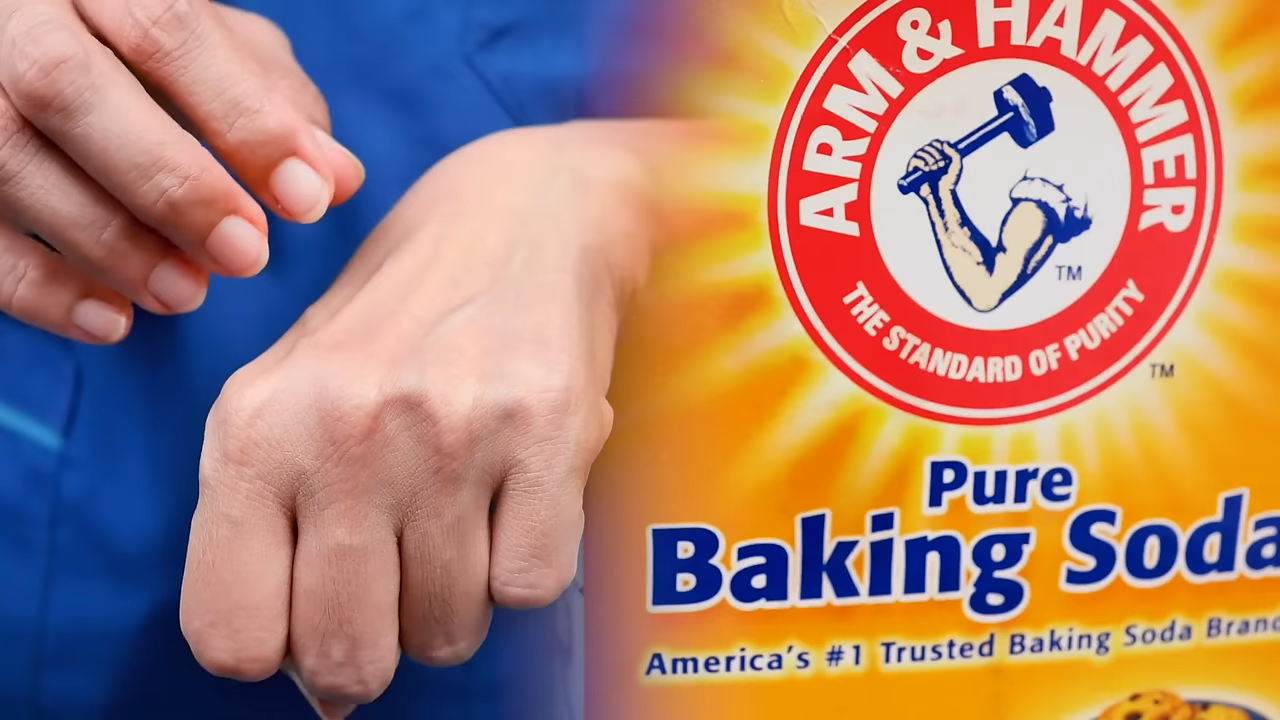 ARM & HAMMER
TM
THE STANDARD OF PURITY
TM
Pure
Baking Soda
America's #1 Trusted Baking Soda Brand